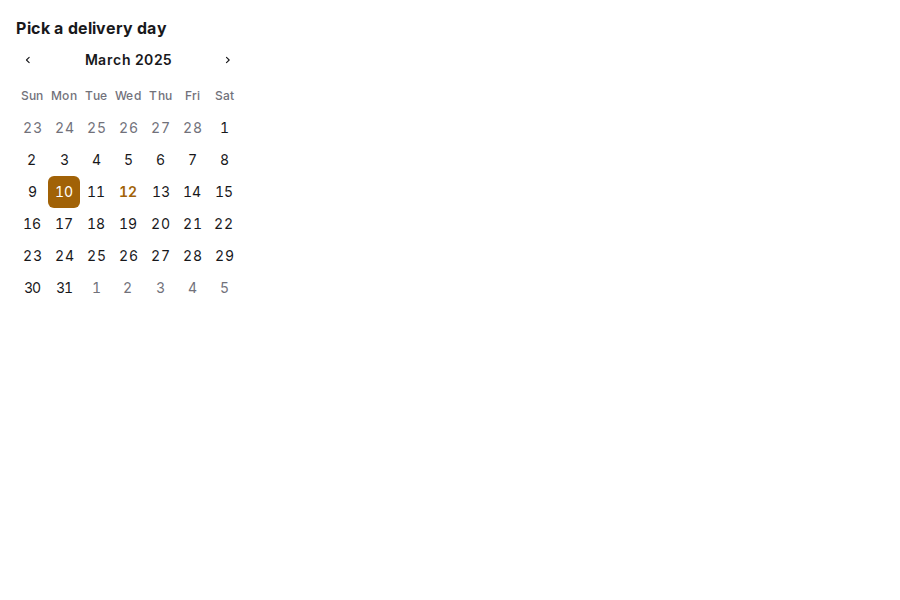 Pick a delivery day
‹ March 2025 ›
Sun Mon Tue Wed Thu Fri Sat
23 24 25 26 27 28 1
2 3 4 5 6 7 8
9 10 11 12 13 14 15
16 17 18 19 20 21 22
23 24 25 26 27 28 29
30 31 1 2 3 4 5